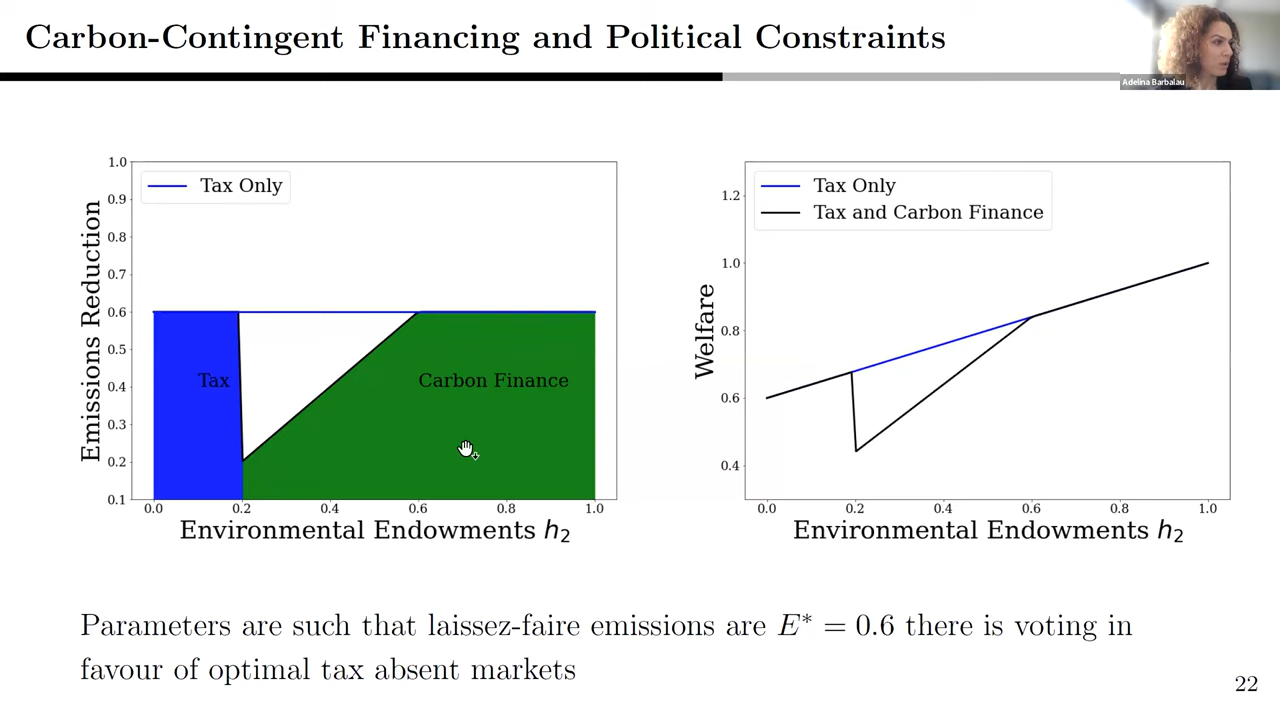 Carbon-Contingent Financing and Political Constraints
Adelina Barbalau
Tax Only
1.0
0.9
0.8
0.7
0.6
0.5
0.4
0.3
0.2
0.1
Emissions Reduction
Tax
Carbon Finance
0.0 0.2 0.4 0.6 0.8 1.0
Environmental Endowments h₂
Tax Only
Tax and Carbon Finance
1.2
1.0
0.8
0.6
0.4
Welfare
0.0 0.2 0.4 0.6 0.8 1.0
Environmental Endowments h₂
Parameters are such that laissez-faire emissions are E* = 0.6 there is voting in
favour of optimal tax absent markets
22